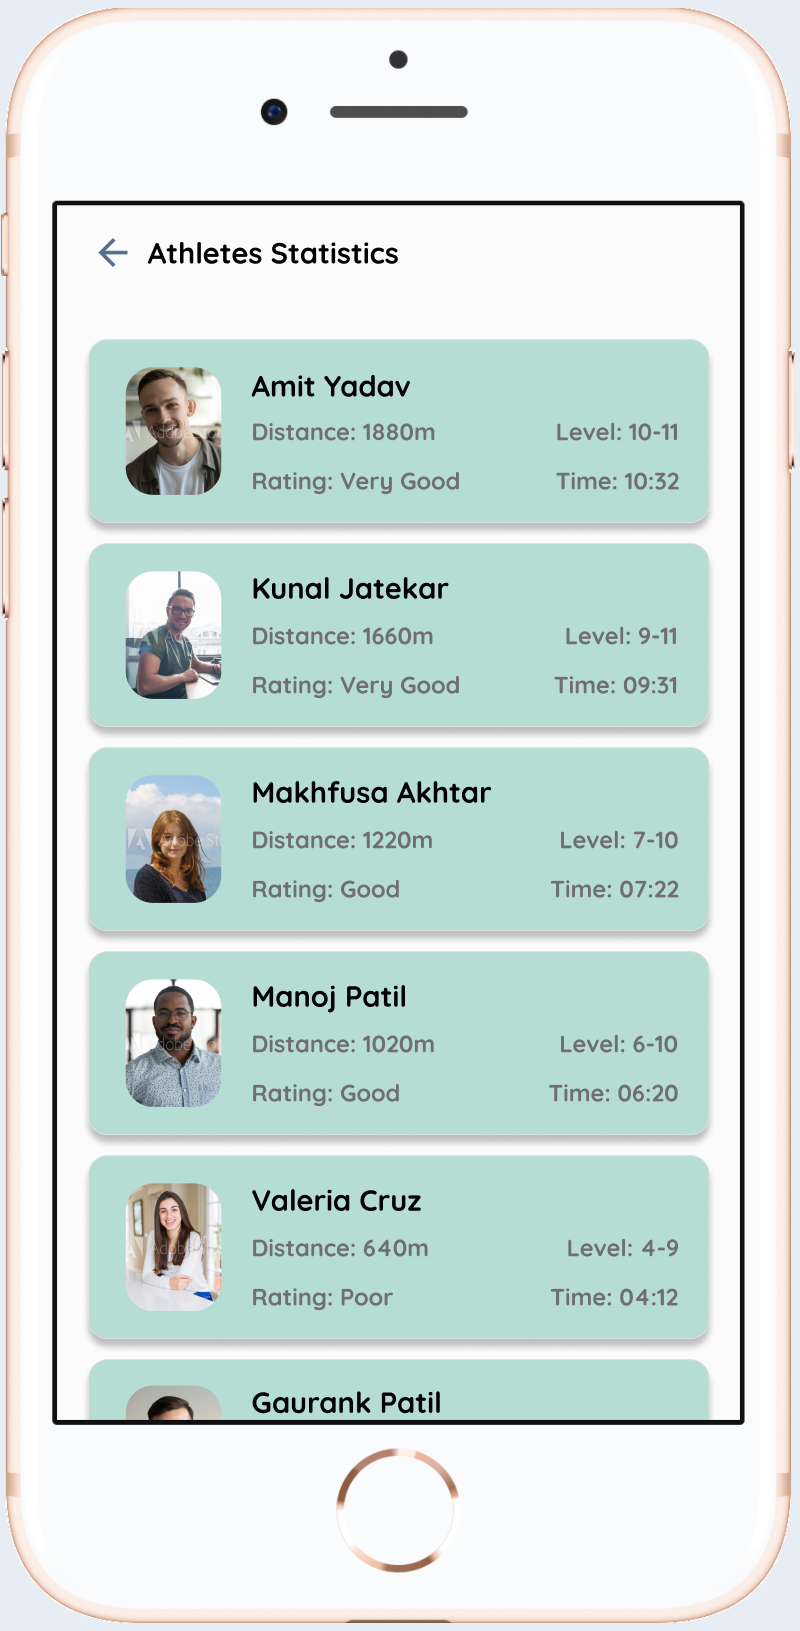 Athletes Statistics
Amit Yadav
Distance: 1880m Level: 10-11
Rating: Very Good Time: 10:32
Kunal Jatekar
Distance: 1660m Level: 9-11
Rating: Very Good Time: 09:31
Makhfusa Akhtar
Distance: 1220m Level: 7-10
Rating: Good Time: 07:22
Manoj Patil
Distance: 1020m Level: 6-10
Rating: Good Time: 06:20
Valeria Cruz
Distance: 640m Level: 4-9
Rating: Poor Time: 04:12
Gaurank Patil